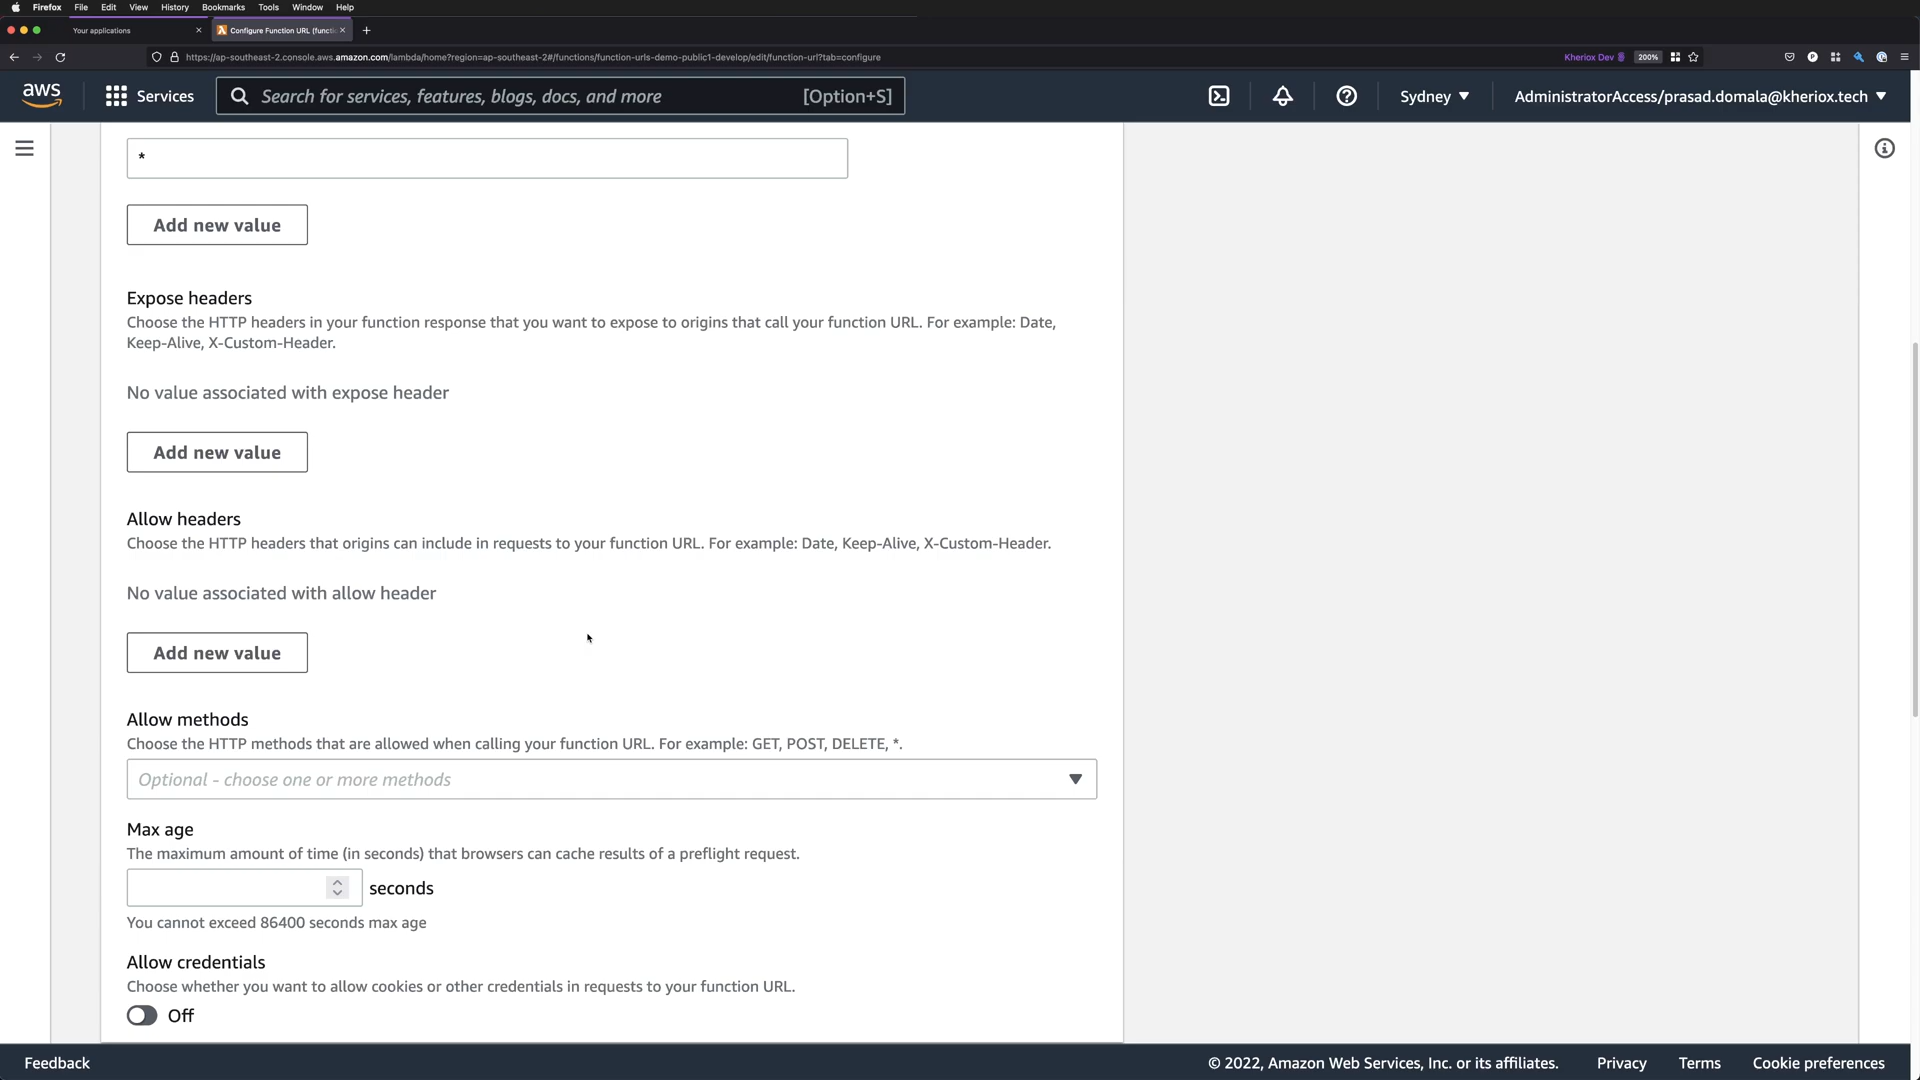 Firefox File Edit View History Bookmarks Tools Window Help
Your applications
Configure Function URL (functi
https://ap-southeast-2.console.aws.amazon.com/lambda/home?region=ap-southeast-2#/functions/function-urls-demo-public1-develop/edit/function-url?tab=configure
Kheriox Dev
200%
aws
Services
Search for services, features, blogs, docs, and more
[Option+S]
Sydney
AdministratorAccess/prasad.domala@kheriox.tech
*
Add new value
Expose headers
Choose the HTTP headers in your function response that you want to expose to origins that call your function URL. For example: Date,
Keep-Alive, X-Custom-Header.
No value associated with expose header
Add new value
Allow headers
Choose the HTTP headers that origins can include in requests to your function URL. For example: Date, Keep-Alive, X-Custom-Header.
No value associated with allow header
Add new value
Allow methods
Choose the HTTP methods that are allowed when calling your function URL. For example: GET, POST, DELETE, *.
Optional - choose one or more methods
Max age
The maximum amount of time (in seconds) that browsers can cache results of a preflight request.
seconds
You cannot exceed 86400 seconds max age
Allow credentials
Choose whether you want to allow cookies or other credentials in requests to your function URL.
Off
Feedback
© 2022, Amazon Web Services, Inc. or its affiliates.
Privacy
Terms
Cookie preferences